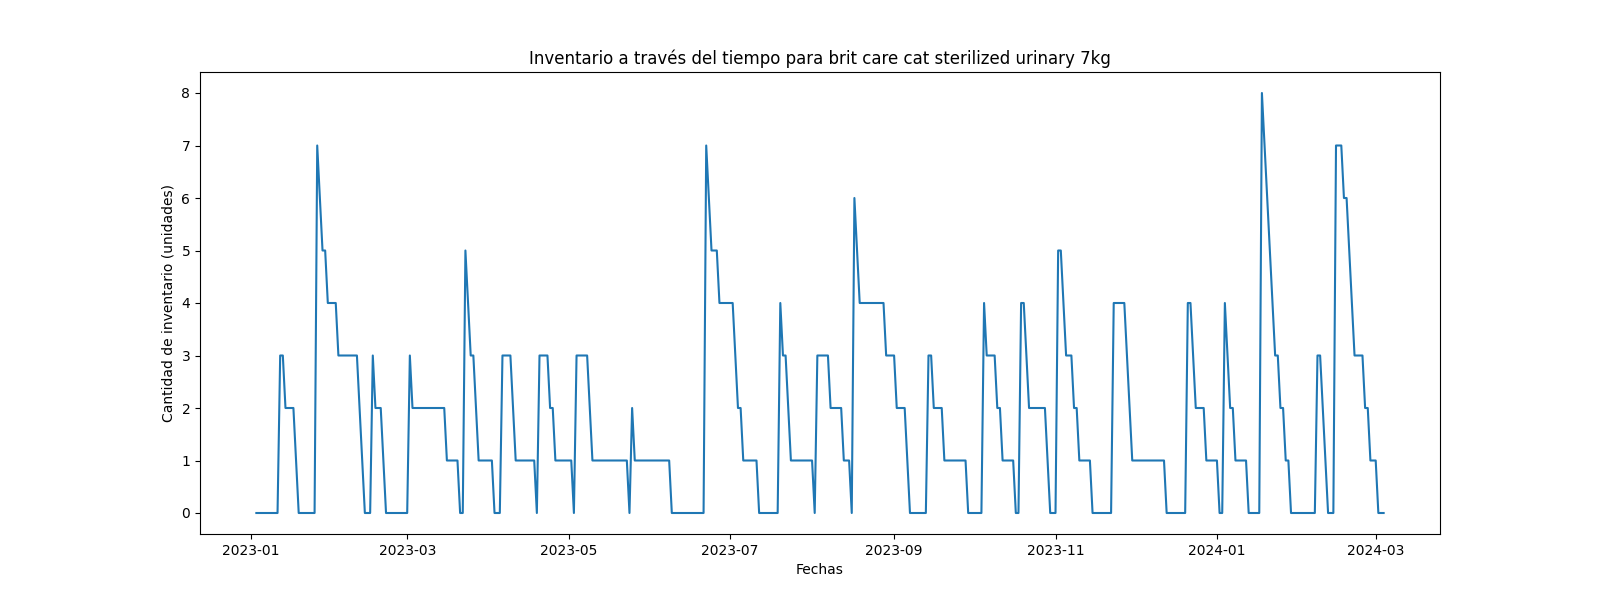 Inventario a través del tiempo para brit care cat sterilized urinary 7kg
Cantidad de inventario (unidades)
8
7
6
5
4
3
2
1
0
2023-01 2023-03 2023-05 2023-07 2023-09 2023-11 2024-01 2024-03
Fechas